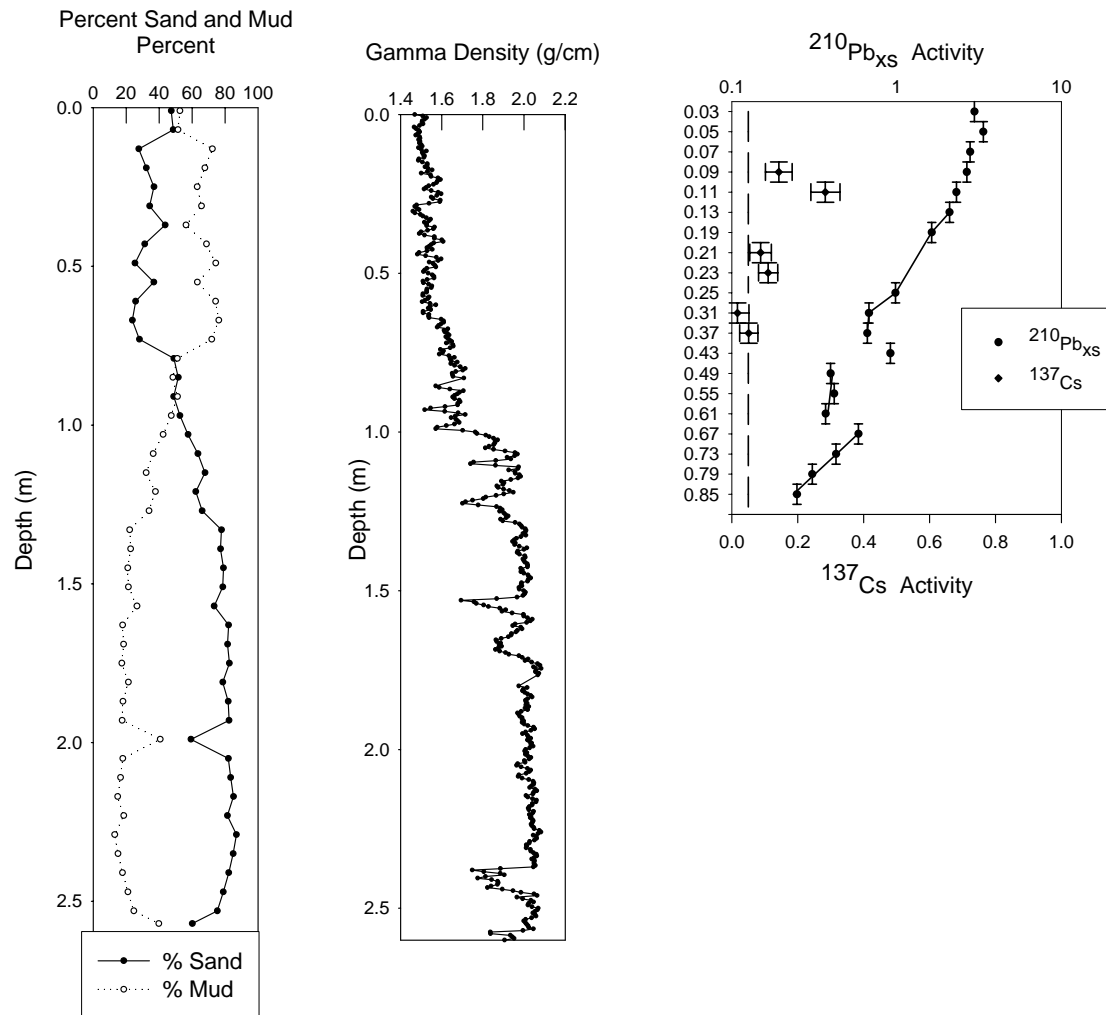 Percent Sand and Mud
Percent
0 20 40 60 80 100
0.0
0.5
1.0
1.5
2.0
2.5
Depth (m)
% Sand
% Mud
Gamma Density (g/cm)
1.4 1.6 1.8 2.0 2.2
0.0
0.5
1.0
1.5
2.0
2.5
Depth (m)
210Pbxs Activity
0.1 1 10
0.03
0.05
0.07
0.09
0.11
0.13
0.19
0.21
0.23
0.25
0.31
0.37
0.43
0.49
0.55
0.61
0.67
0.73
0.79
0.85
0.0 0.2 0.4 0.6 0.8 1.0
137Cs Activity
210Pbxs
137Cs